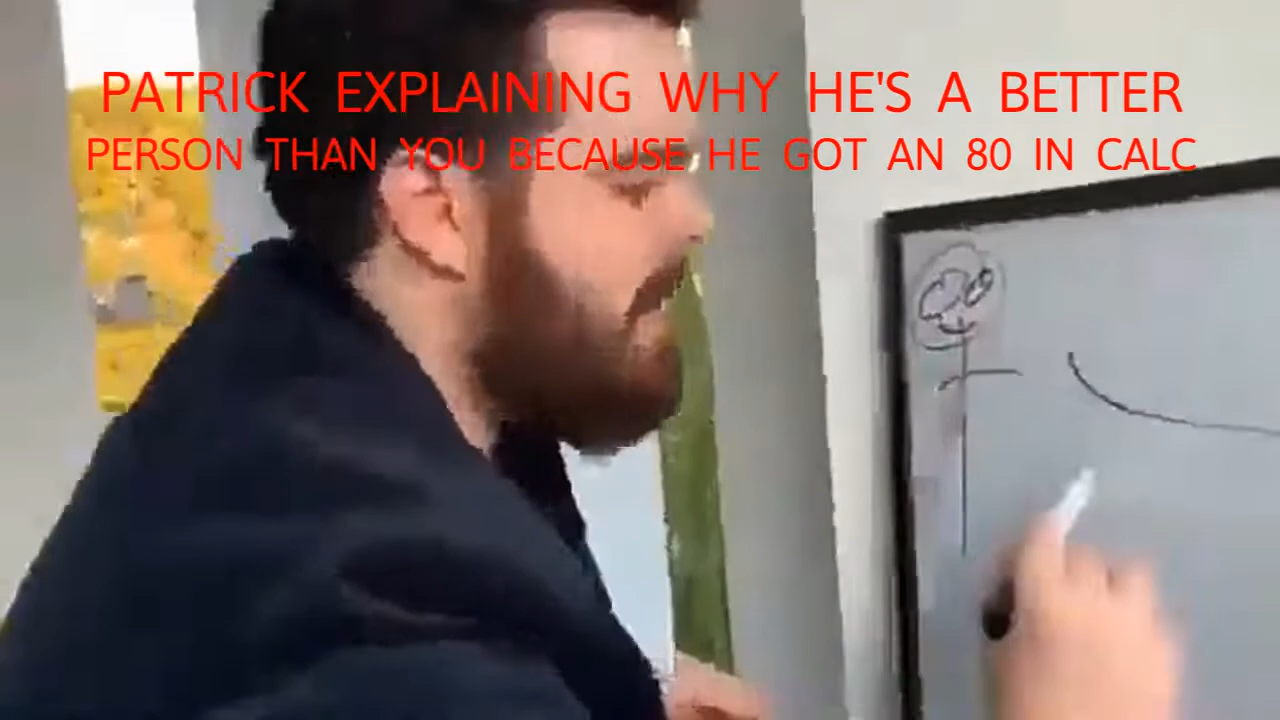 PATRICK EXPLAINING WHY HE'S A BETTER
PERSON THAN YOU BECAUSE HE GOT AN 80 IN CALC